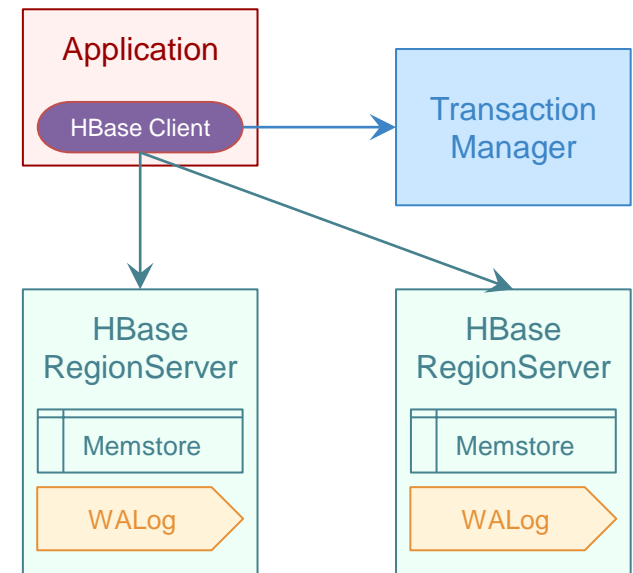 Application
HBase Client
Transaction
Manager
HBase
RegionServer
Memstore
WALog
HBase
RegionServer
Memstore
WALog